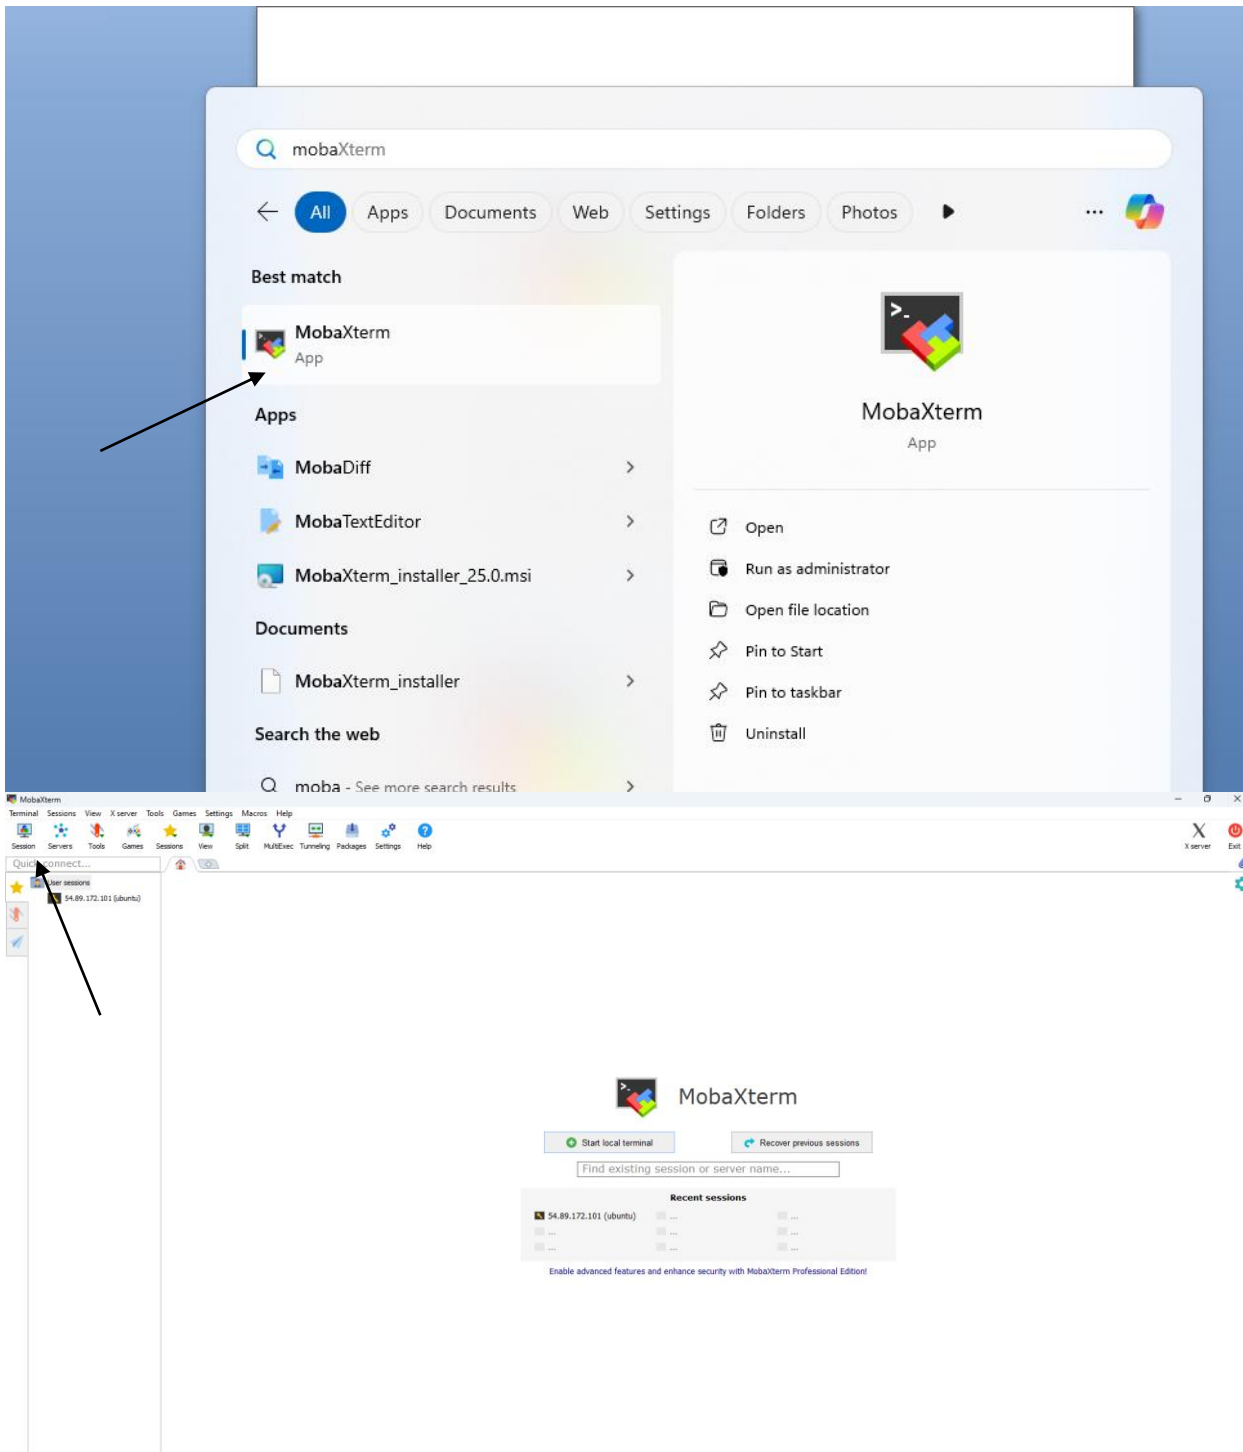 mobaXterm
All Apps Documents Web Settings Folders Photos ...
Best match
MobaXterm
App
Apps
MobaDiff
MobaTextEditor
MobaXterm_installer_25.0.msi
Documents
MobaXterm_installer
Search the web
moba - See more search results
MobaXterm
App
Open
Run as administrator
Open file location
Pin to Start
Pin to taskbar
Uninstall
MobaXterm
Terminal Sessions View X server Tools Games Settings Macros Help
Session Servers Tools Games Sessions View Split MultiExec Tunneling Packages Settings Help X server Exit
Quick connect...
User sessions
54.89.172.101 (ubuntu)
MobaXterm
Start local terminal Recover previous sessions
Find existing session or server name...
Recent sessions
54.89.172.101 (ubuntu) ... ...
... ... ...
... ... ...
Enable advanced features and enhance security with MobaXterm Professional Edition!